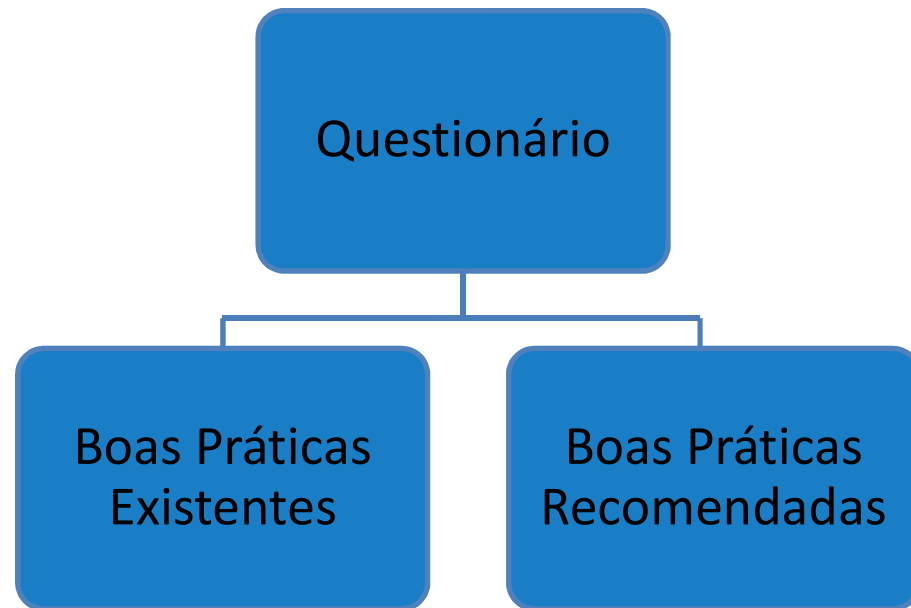 Questionário
Boas Práticas
Existentes
Boas Práticas
Recomendadas